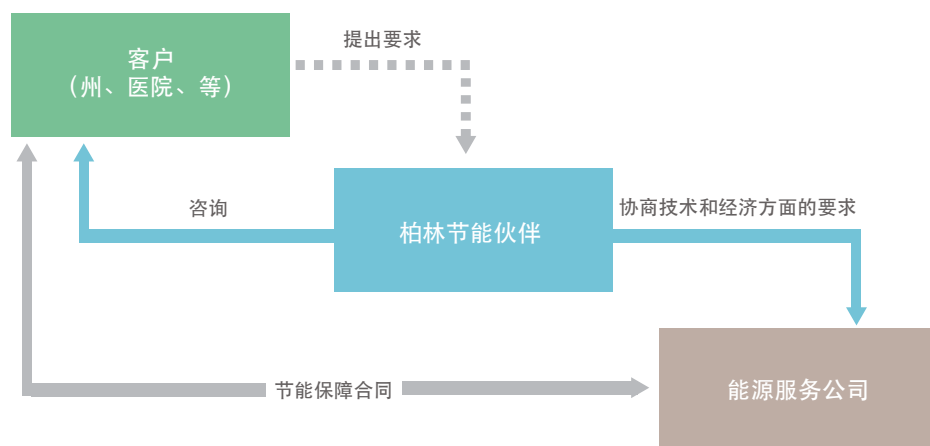 客户
（州、医院、等）
提出要求
咨询
柏林节能伙伴
协商技术和经济方面的要求
节能保障合同
能源服务公司